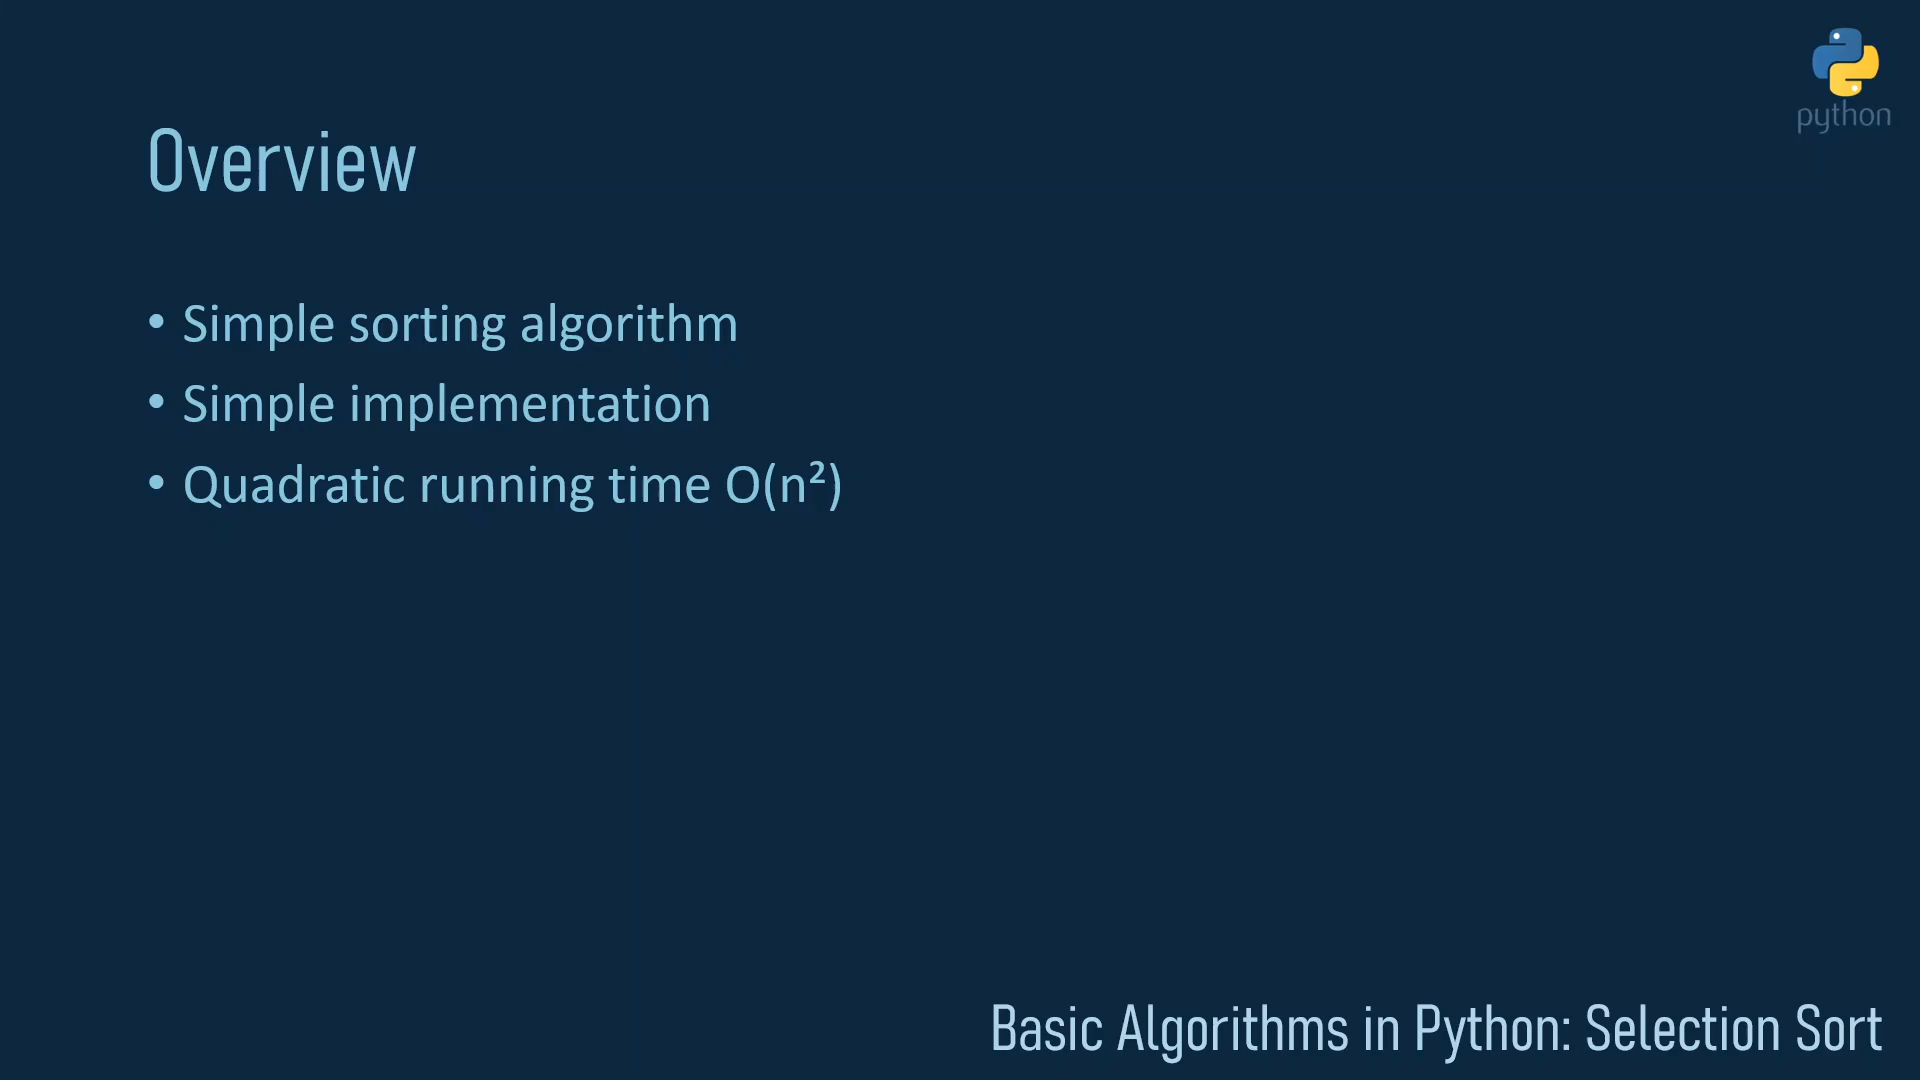 python
Overview
• Simple sorting algorithm
• Simple implementation
• Quadratic running time O(n²)
Basic Algorithms in Python: Selection Sort